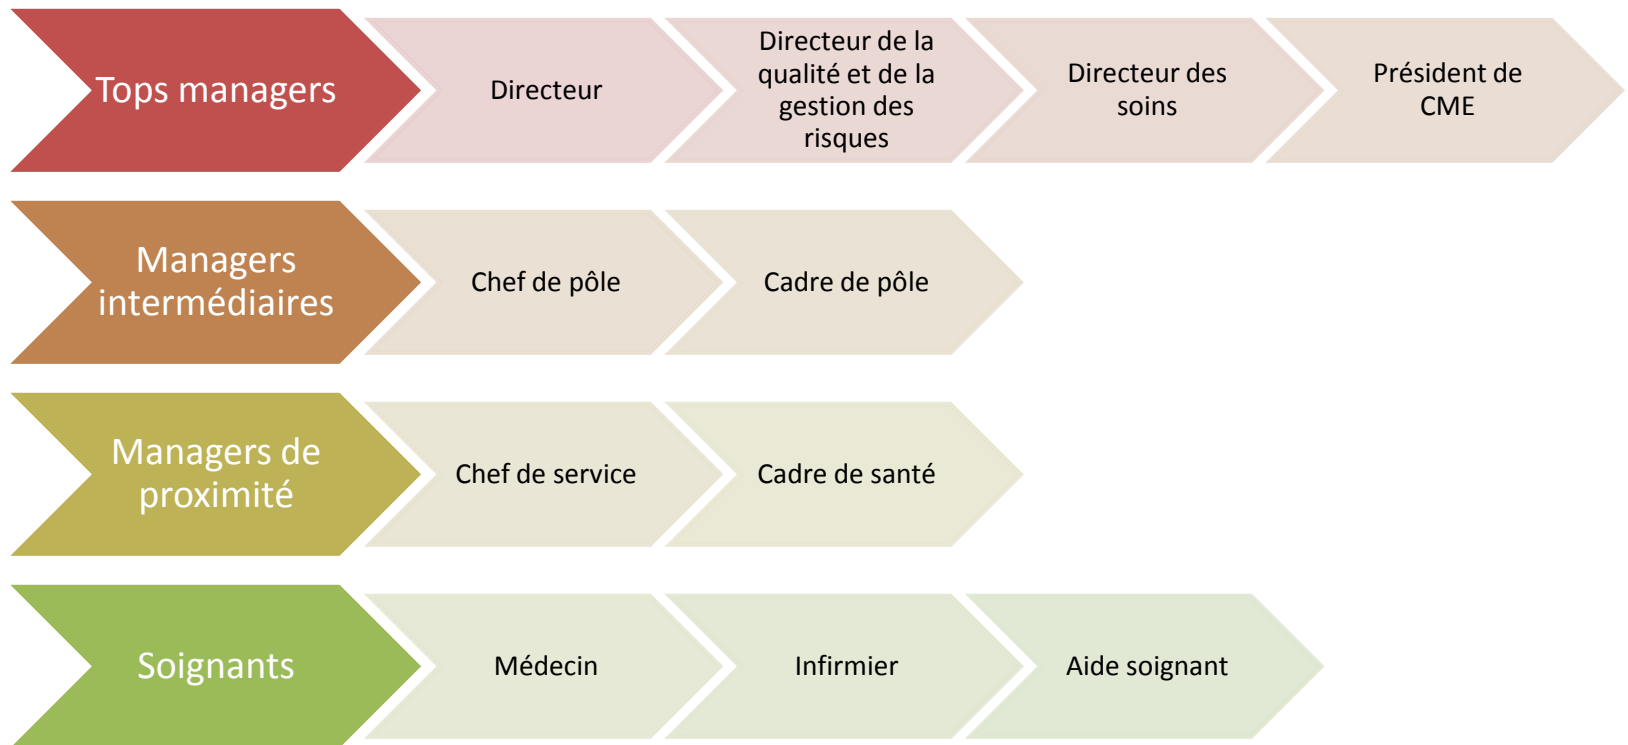 Tops managers
Directeur
Directeur de la
qualité et de la
gestion des
risques
Directeur des
soins
Président de
CME
Managers
intermédiaires
Chef de pôle
Cadre de pôle
Managers de
proximité
Chef de service
Cadre de santé
Soignants
Médecin
Infirmier
Aide soignant